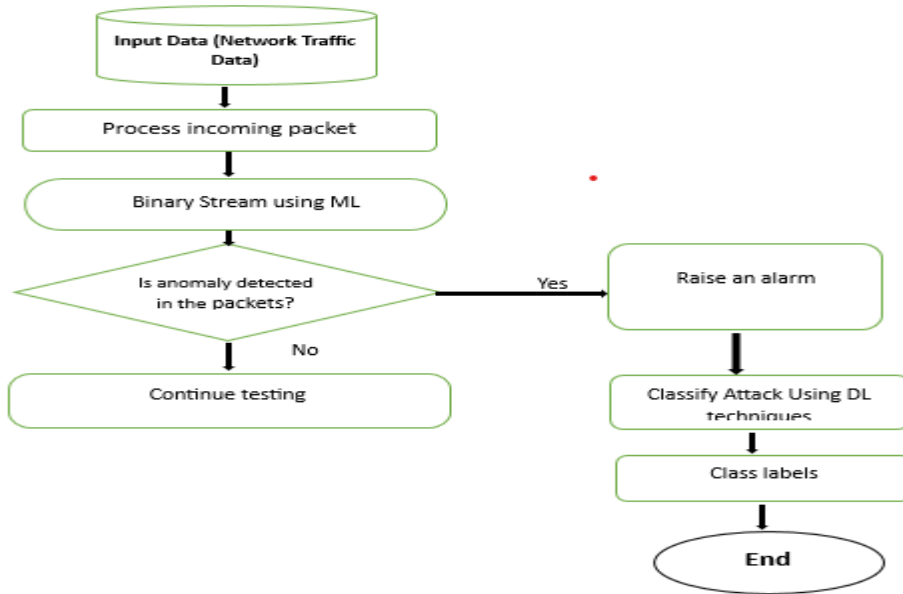 Input Data (Network Traffic
Data)
Process incoming packet
Binary Stream using ML
Is anomaly detected
in the packets?
Yes
Raise an alarm
No
Continue testing
Classify Attack Using DL
techniques
Class labels
End